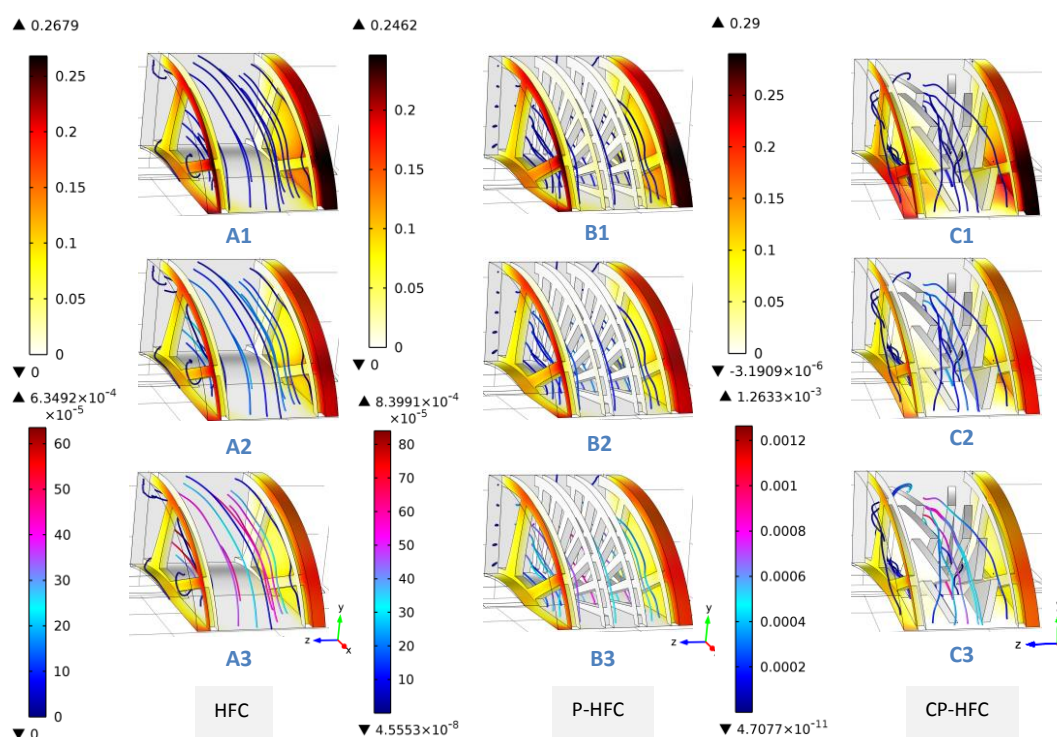 ▲ 0.2679
0.25
0.2
0.15
0.1
0.05
0
▼ 0
▲ 6.3492×10⁻⁴
×10⁻⁵
60
50
40
30
20
10
0
▼ 0
A1
A2
A3
y
z
x
HFC
▲ 0.2462
0.2
0.15
0.1
0.05
0
▼ 0
▲ 8.3991×10⁻⁴
×10⁻⁵
80
70
60
50
40
30
20
10
▼ 4.5553×10⁻⁸
B1
B2
B3
y
z
P-HFC
▲ 0.29
0.25
0.2
0.15
0.1
0.05
0
▼ -3.1909×10⁻⁶
▲ 1.2633×10⁻³
0.0012
0.001
0.0008
0.0006
0.0004
0.0002
▼ 4.7077×10⁻¹¹
C1
C2
C3
z
CP-HFC